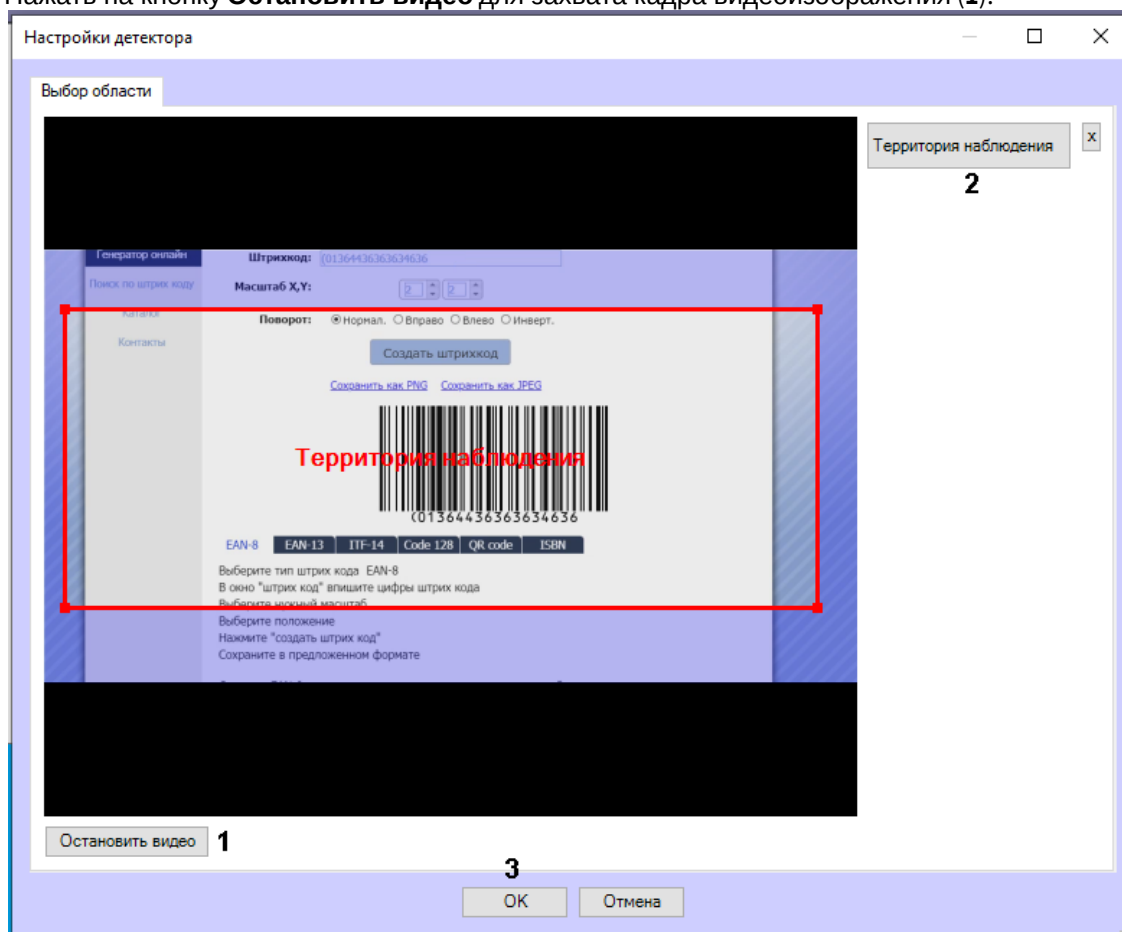 Нажать на кнопку Остановить видео для захвата кадра видеоизображения (1).
Настройки детектора
Выбор области
Территория наблюдения
x
2
Генератор онлайн
Штрихкод: (01364436363634636
Поиск по штрих коду
Масштаб X,Y: 2 2
Каталог
Поворот: Нормал. Вправо Влево Инверт.
Контакты
Создать штрихкод
Сохранить как PNG Сохранить как JPEG
Территория наблюдения
(01364436363634636
EAN-8 EAN-13 ITF-14 Code 128 QR code ISBN
Выберите тип штрих кода EAN-8
В окно "штрих код" впишите цифры штрих кода
Выберите нужный масштаб
Выберите положение
Нажмите "создать штрих код"
Сохраните в предложенном формате
Остановить видео 1
3
OK Отмена